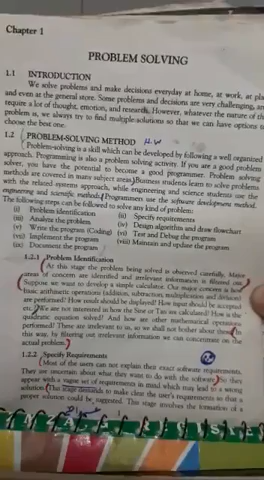 Chapter 1
PROBLEM SOLVING
1.1 INTRODUCTION
We solve problems and make decisions everyday at home, at work, at pla
and even at the general store. Some problems and decisions are very challenging, an
require a lot of thought, emotion, and research. However, whatever the nature of th
problem is, we always try to find multiple solutions so that we can have options to
choose the best one.
1.2 PROBLEM-SOLVING METHOD H.W
Problem-solving is a skill which can be developed by following a well organized
approach. Programming is also a problem solving activity. If you are a good problem
solver, you have the potential to become a good programmer. Problem solving
methods are covered in many subject areas. Business students learn to solve problems
with the related systems approach, while engineering and science students use the
engineering and scientific methods. Programmers use the software development method.
The following steps can be followed to solve any kind of problem:
(i) Problem identification (ii) Specify requirements
(iii) Analyze the problem (iv) Design algorithm and draw flowchart
(v) Write the program (Coding) (vi) Test and Debug the program
(vii) Implement the program (viii) Maintain and update the program
(ix) Document the program
1.2.1 Problem Identification
At this stage the problem being solved is observed carefully. Major
areas of concern are identified and irrelevant information is filtered out.
Suppose we want to develop a simple calculator. Our major concern is how
basic arithmetic operations (addition, subtraction, multiplication and division)
are performed? How result should be displayed? How input should be accepted
etc. We are not interested in how the Sine or Tan are calculated? How is the
quadratic equation solved? And how are other mathematical operations
performed? These are irrelevant to us, so we shall not bother about these. In
this way, by filtering out irrelevant information we can concentrate on the
actual problem.
1.2.2 Specify Requirements
Most of the users can not explain their exact software requirements.
They are uncertain about what they want to do with the software. So they
appear with a vague set of requirements in mind which may lead to a wrong
solution. This stage demands to make clear the user's requirements so that a
proper solution could be suggested. This stage involves the formation of a